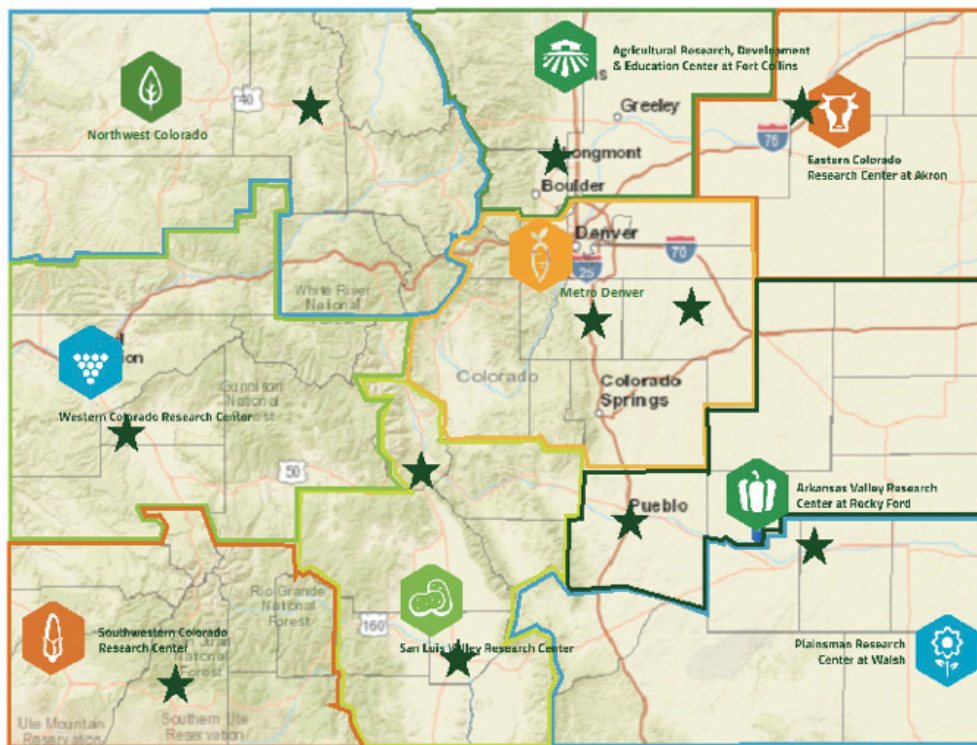 Agricultural Research, Development
& Education Center at Fort Collins
40
Greeley
Northwest Colorado
76
Longmont
Eastern Colorado
Research Center at Akron
Boulder
Denver
70
25
White River
National
Metro Denver
Colorado
Colorado
Springs
Gunnison
National
Western Colorado Research Center
50
Arkansas Valley Research
Center at Rocky Ford
Pueblo
Rio Grande
National
Forest
160
Southwestern Colorado
Research Center
San Luis Valley Research Center
National
Forest
Plainsman Research
Center at Walsh
Ute Mountain
Reservation
Southern Ute
Reservation